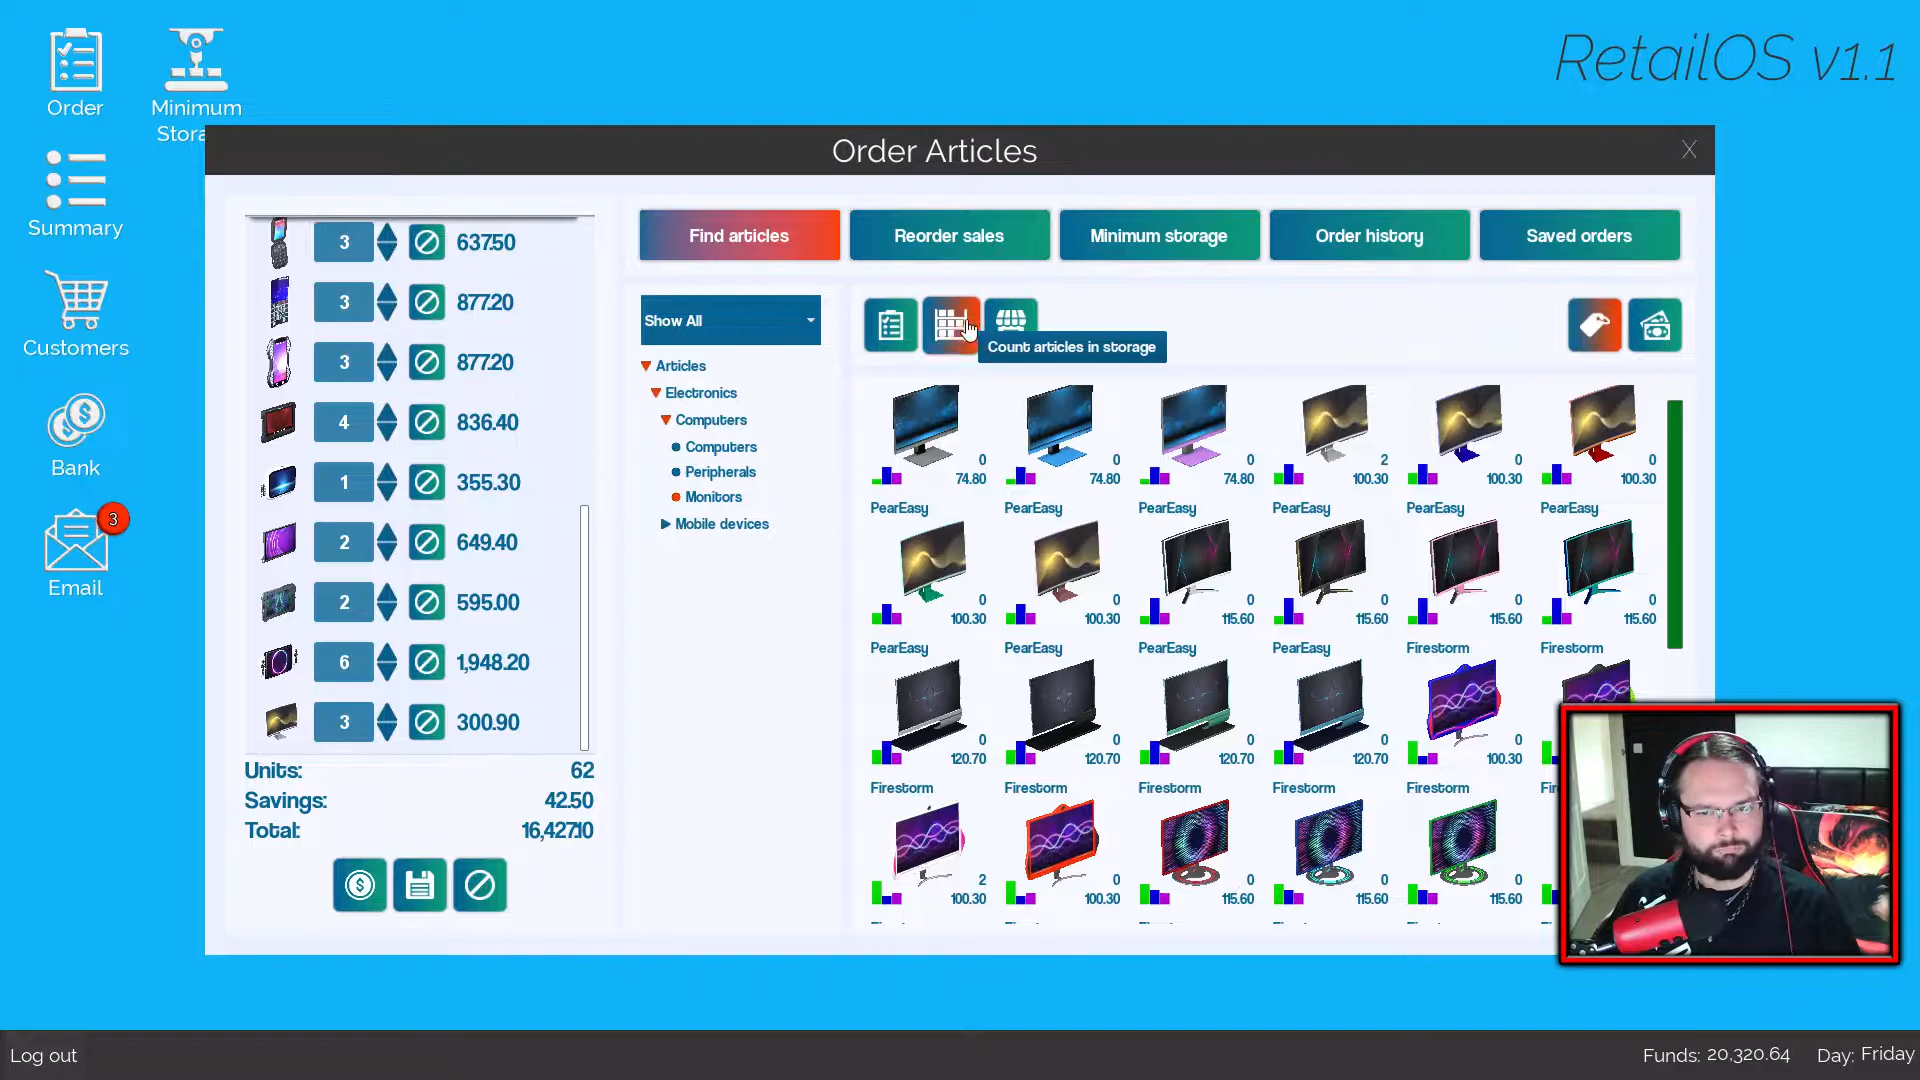 Order
Minimum
Stora
RetailOS v1.1
Summary
Customers
Bank
3
Email
Order Articles
X
3
637.50
3
877.20
3
877.20
4
836.40
1
355.30
2
649.40
2
595.00
6
1,948.20
3
300.90
Units:
62
Savings:
42.50
Total:
16,427.10
Find articles
Reorder sales
Minimum storage
Order history
Saved orders
Show All
Count articles in storage
Articles
Electronics
Computers
Computers
Peripherals
Monitors
Mobile devices
0 0 0 2 0 0
74.80 74.80 74.80 100.30 100.30 100.30
PearEasy PearEasy PearEasy PearEasy PearEasy PearEasy
0 0 0 0 0 0
100.30 100.30 115.60 115.60 115.60 115.60
PearEasy PearEasy PearEasy PearEasy Firestorm Firestorm
0 0 0 0 0
120.70 120.70 120.70 120.70 100.30
Firestorm Firestorm Firestorm Firestorm Firestorm
2 0 0 0 0
100.30 100.30 115.60 115.60 115.60
Log out
Funds: 20,320.64
Day: Friday